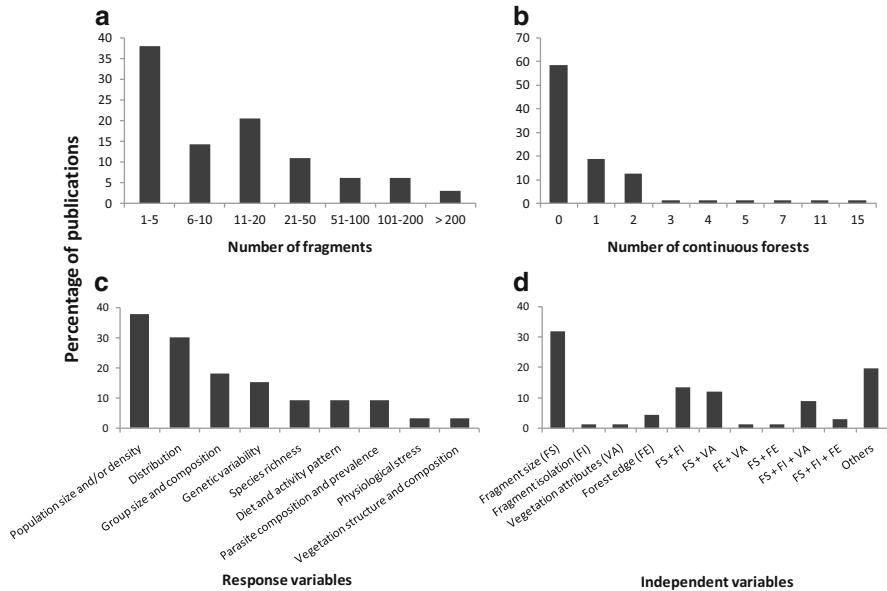 a
40
35
30
25
20
15
10
5
0
1-5 6-10 11-20 21-50 51-100 101-200 > 200
Number of fragments
b
70
60
50
40
30
20
10
0
0 1 2 3 4 5 7 11 15
Number of continuous forests
Percentage of publications
c
40
30
20
10
0
Population size and/or density
Distribution
Group size and composition
Genetic variability
Species richness
Diet and activity pattern
Parasite composition and prevalence
Physiological stress
Vegetation structure and composition
Response variables
d
40
30
20
10
0
Fragment size (FS)
Fragment isolation (FI)
Vegetation attributes (VA)
Forest edge (FE)
FS + FI
FS + VA
FE + VA
FS + FE
FS + FI + VA
FS + FI + FE
Others
Independent variables